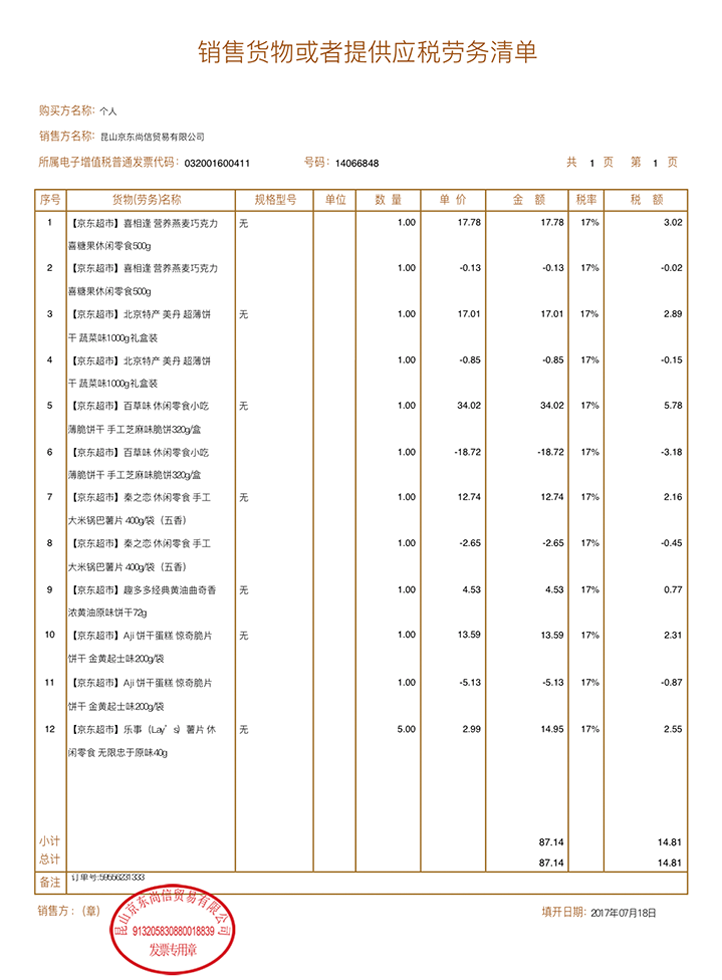 销售货物或者提供应税劳务清单
购买方名称: 个人
销售方名称: 昆山京东尚信贸易有限公司
所属电子增值税普通发票代码: 032001600411 号码: 14066848 共 1 页 第 1 页
序号 货物(劳务)名称 规格型号 单位 数 量 单 价 金 额 税率 税 额
1 【京东超市】喜相逢 营养燕麦巧克力 无 1.00 17.78 17.78 17% 3.02
喜糖果休闲零食500g
2 【京东超市】喜相逢 营养燕麦巧克力 1.00 -0.13 -0.13 17% -0.02
喜糖果休闲零食500g
3 【京东超市】北京特产 美丹 超薄饼 无 1.00 17.01 17.01 17% 2.89
干 蔬菜味1000g礼盒装
4 【京东超市】北京特产 美丹 超薄饼 1.00 -0.85 -0.85 17% -0.15
干 蔬菜味1000g礼盒装
5 【京东超市】百草味 休闲零食小吃 无 1.00 34.02 34.02 17% 5.78
薄脆饼干 手工芝麻味脆饼320g/盒
6 【京东超市】百草味 休闲零食小吃 1.00 -18.72 -18.72 17% -3.18
薄脆饼干 手工芝麻味脆饼320g/盒
7 【京东超市】秦之恋 休闲零食 手工 无 1.00 12.74 12.74 17% 2.16
大米锅巴薯片 400g/袋（五香）
8 【京东超市】秦之恋 休闲零食 手工 1.00 -2.65 -2.65 17% -0.45
大米锅巴薯片 400g/袋（五香）
9 【京东超市】趣多多经典黄油曲奇香 无 1.00 4.53 4.53 17% 0.77
浓黄油原味饼干72g
10 【京东超市】Aji 饼干蛋糕 惊奇脆片 无 1.00 13.59 13.59 17% 2.31
饼干 金黄起士味200g/袋
11 【京东超市】Aji 饼干蛋糕 惊奇脆片 1.00 -5.13 -5.13 17% -0.87
饼干 金黄起士味200g/袋
12 【京东超市】乐事（Lay's）薯片 休 无 5.00 2.99 14.95 17% 2.55
闲零食 无限忠于原味40g
小计 87.14 14.81
总计 87.14 14.81
备注 订单号:59556231333
销售方：(章) 填开日期: 2017年07月18日
昆山京东尚信贸易有限公司
913205830880018839
发票专用章